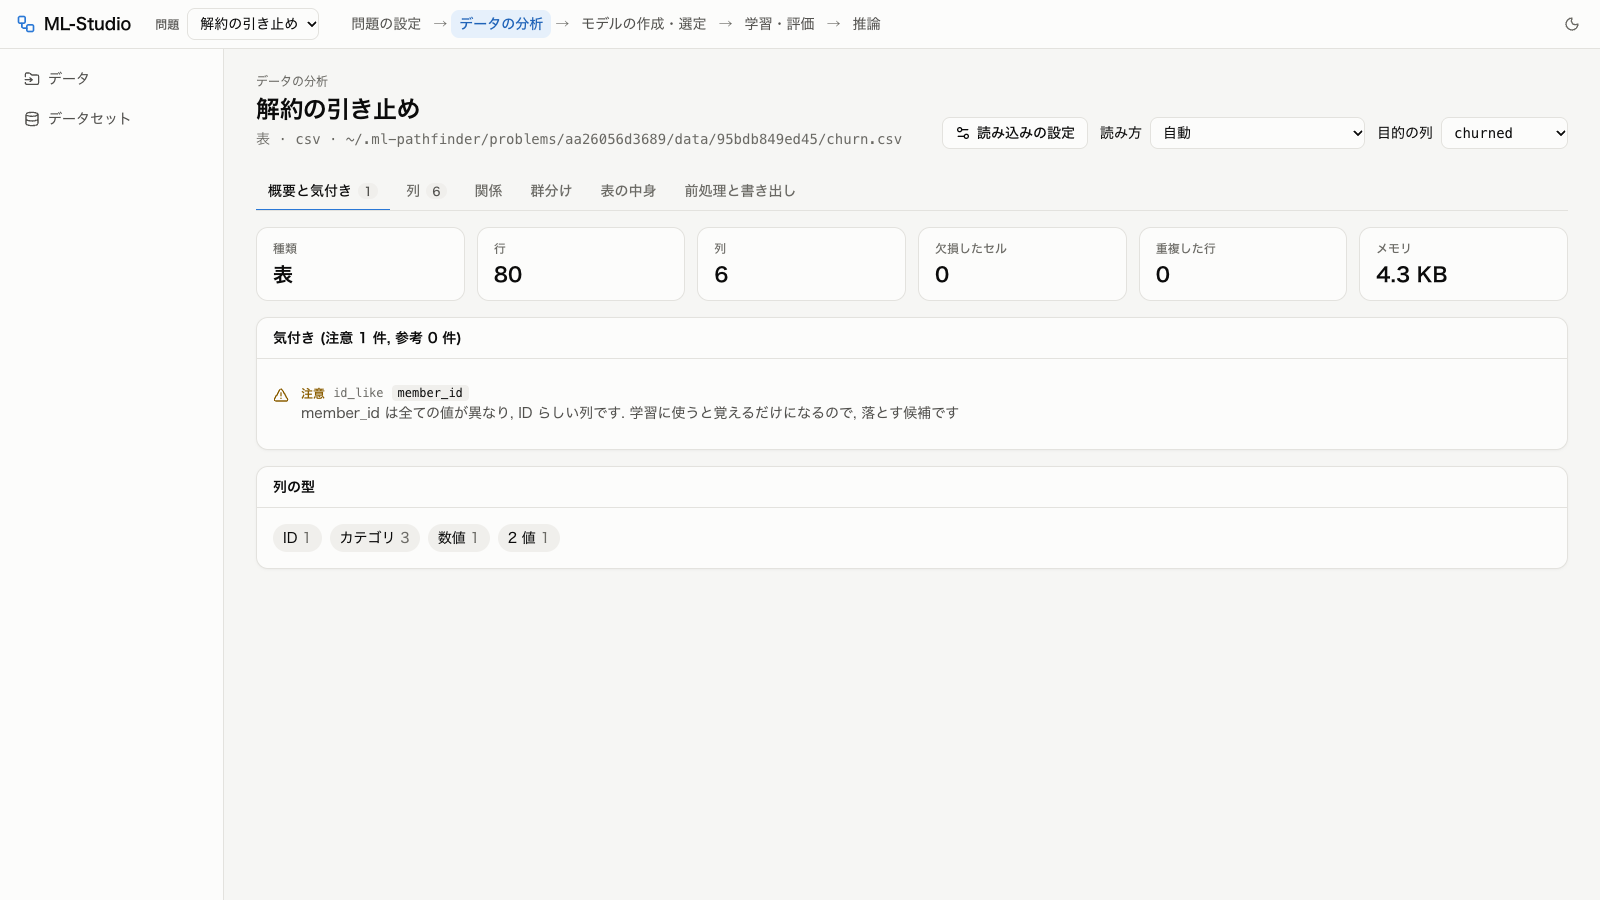 ML-Studio 問題 解約の引き止め 問題の設定 → データの分析 → モデルの作成・選定 → 学習・評価 → 推論
データ
データセット
データの分析
解約の引き止め
表 · csv · ~/.ml-pathfinder/problems/aa26056d3689/data/95bdb849ed45/churn.csv
読み込みの設定 読み方 自動 目的の列 churned
概要と気付き 1 列 6 関係 群分け 表の中身 前処理と書き出し
種類 行 列 欠損したセル 重複した行 メモリ
表 80 6 0 0 4.3 KB
気付き (注意 1 件, 参考 0 件)
注意 id_like member_id
member_id は全ての値が異なり, ID らしい列です. 学習に使うと覚えるだけになるので, 落とす候補です
列の型
ID 1 カテゴリ 3 数値 1 2 値 1